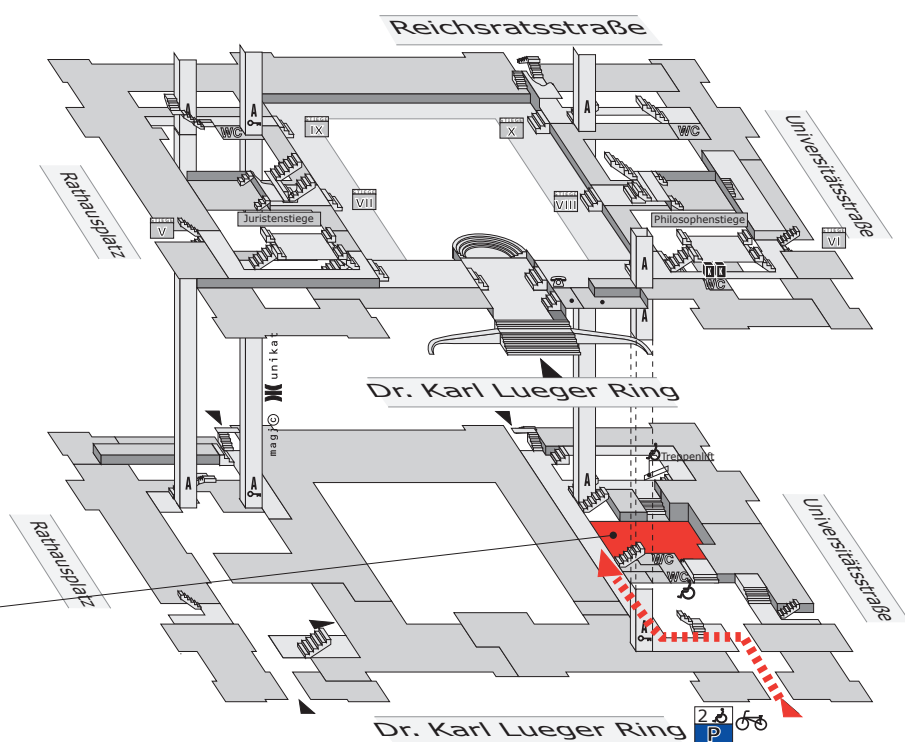 Reichsratsstraße
A
A
A
IX
X
WC
WC
Universitätsstraße
Rathausplatz
VII
VIII
V
Juristenstiege
Philosophenstiege
VI
A
WC
A
magic© unikat
Dr. Karl Lueger Ring
Treppenlift
A
A
A
Rathausplatz
Universitätsstraße
WC
WC
A
Dr. Karl Lueger Ring
2
P